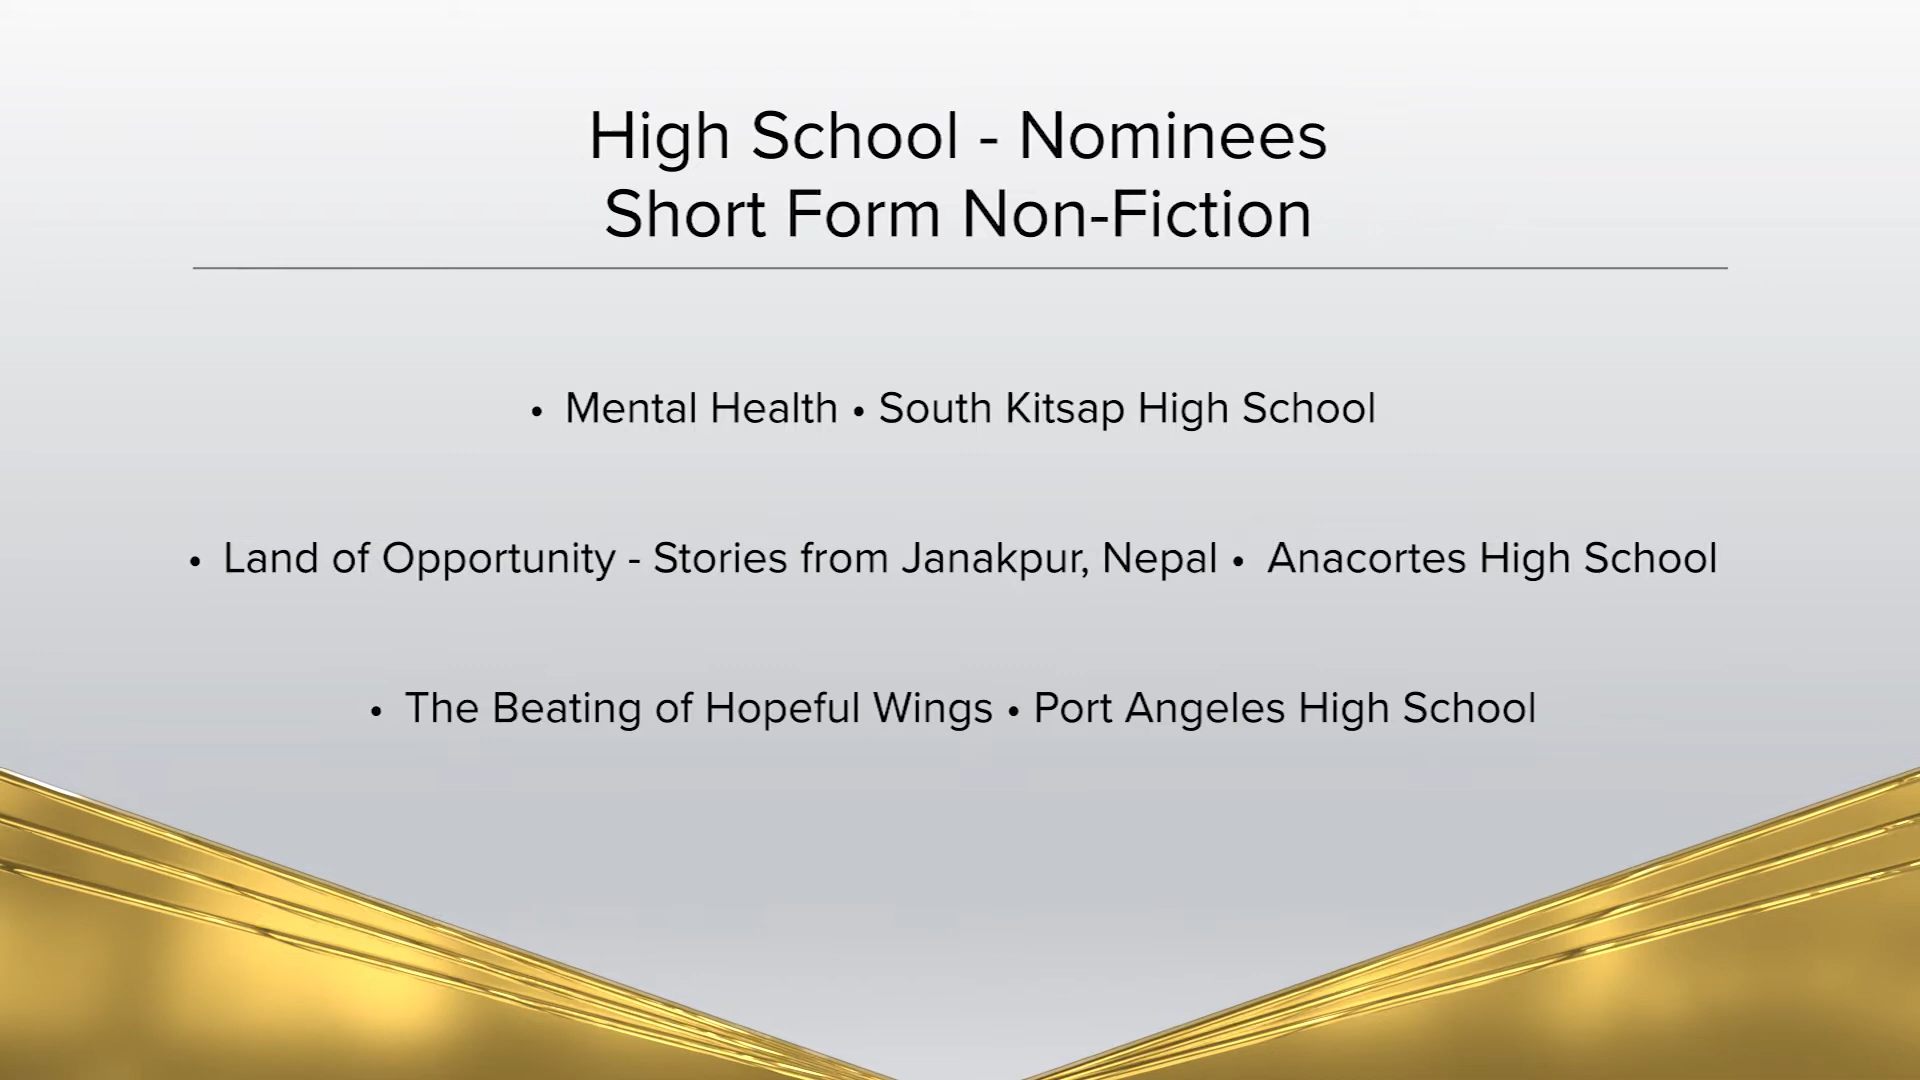 High School - Nominees
Short Form Non-Fiction
• Mental Health • South Kitsap High School
• Land of Opportunity - Stories from Janakpur, Nepal • Anacortes High School
• The Beating of Hopeful Wings • Port Angeles High School